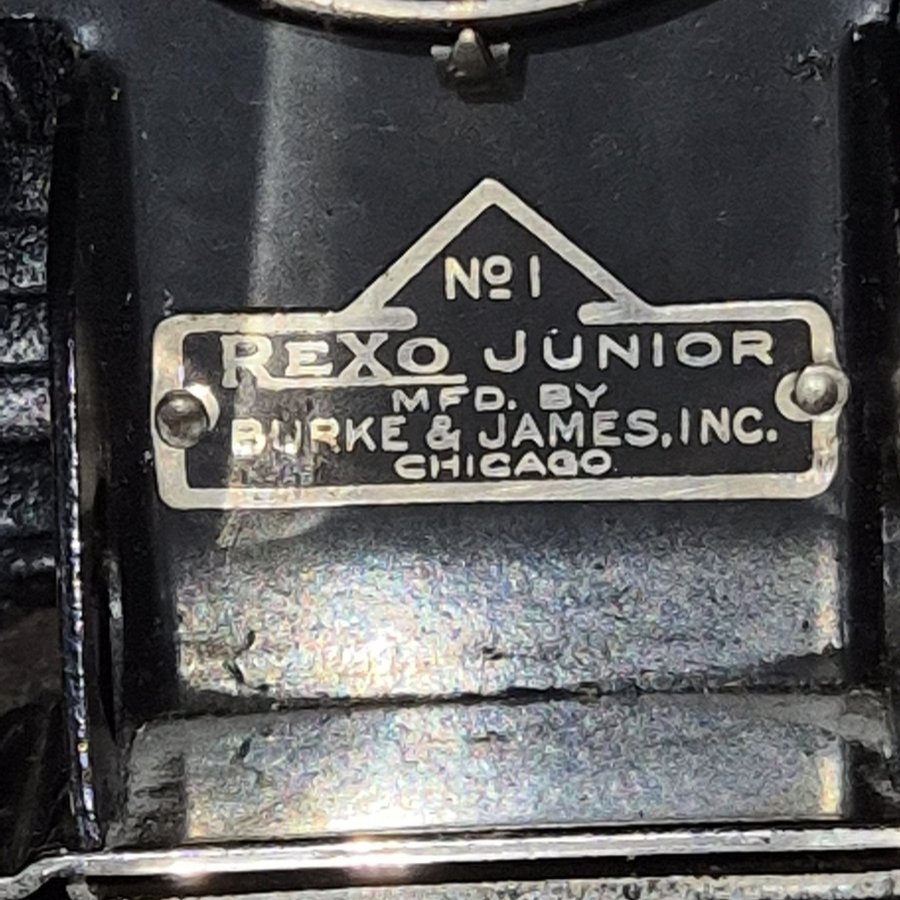 Nº 1
REXO JUNIOR
MFD. BY
BURKE & JAMES, INC.
CHICAGO